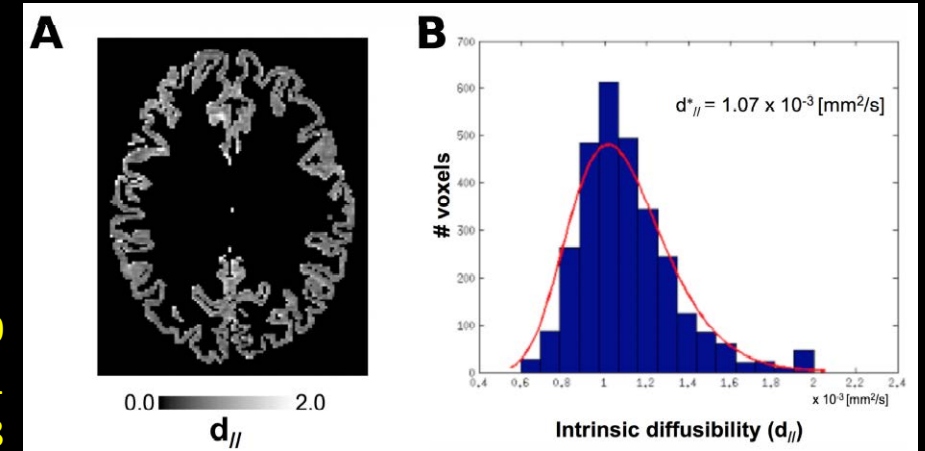 A
B
700
600
500
400
300
200
100
0
# voxels
d*// = 1.07 x 10-3 [mm2/s]
0.4 0.6 0.8 1 1.2 1.4 1.6 1.8 2 2.2 2.4
x 10-3 [mm2/s]
Intrinsic diffusibility (d//)
0.0 2.0
d//